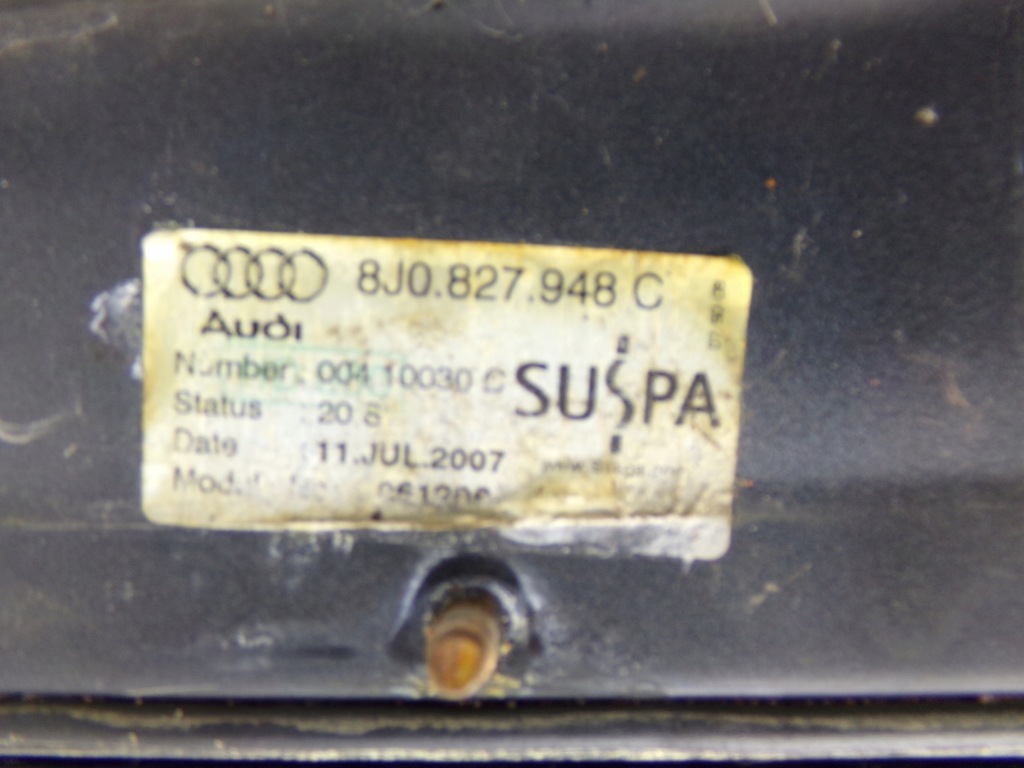 8J0.827.948 C
Audi
Number : 004 10030 C
SUSPA
Status : 20 S
Date : 11.JUL.2007